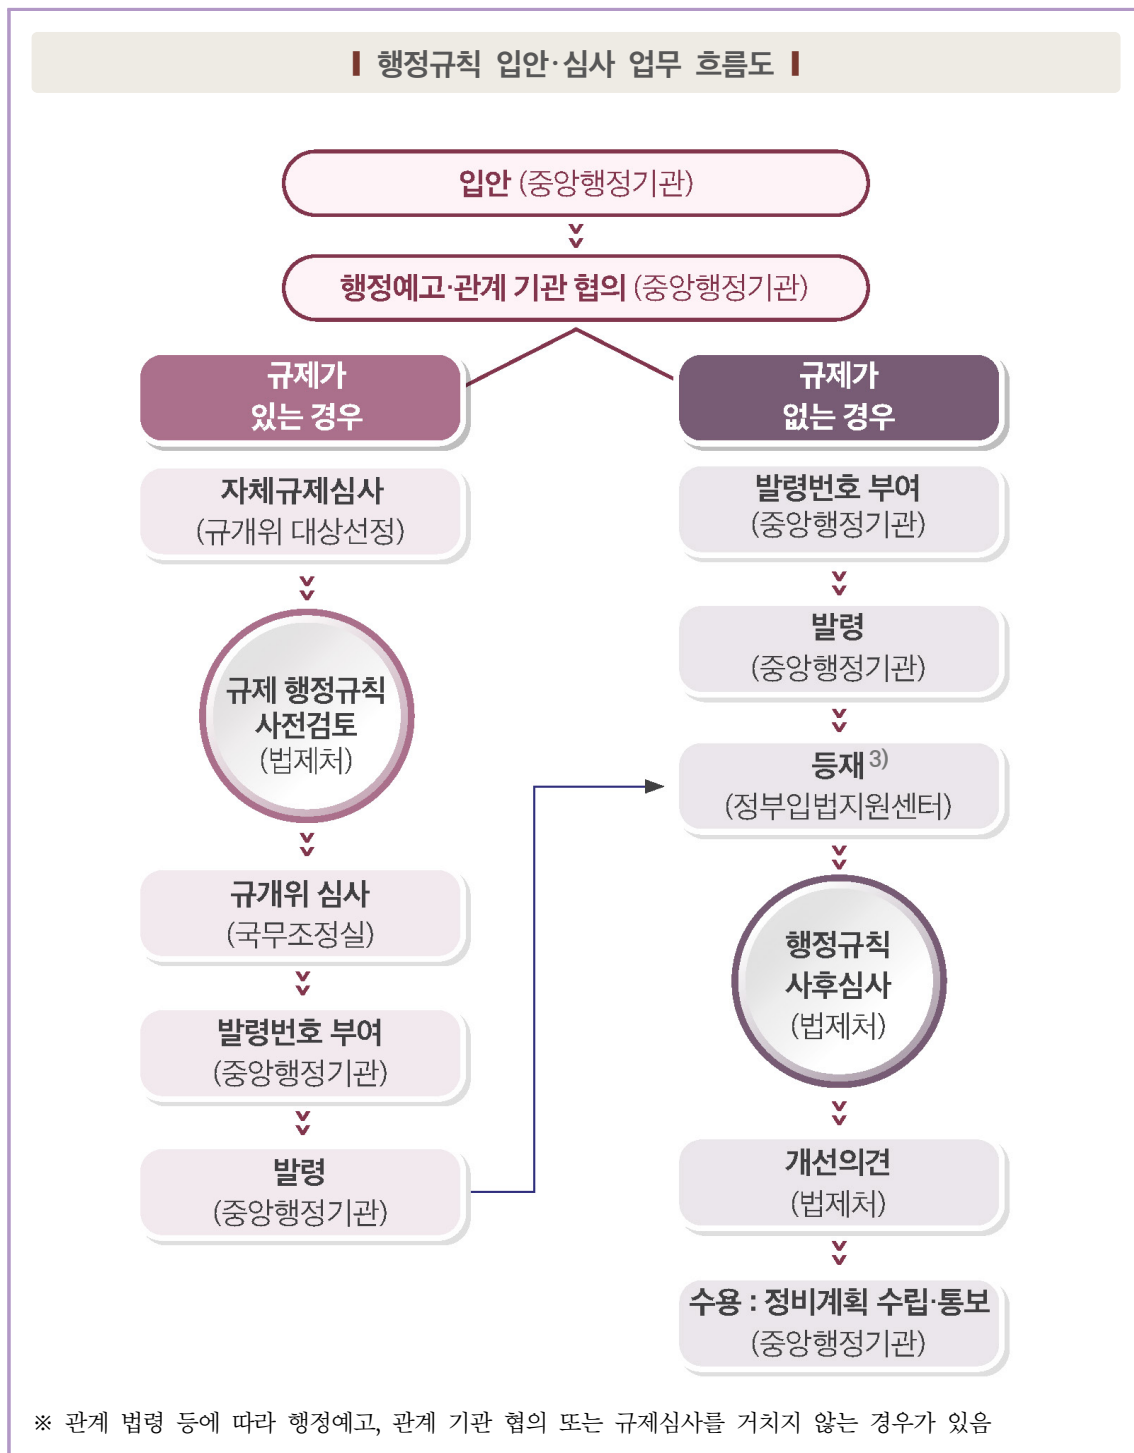 행정규칙 입안·심사 업무 흐름도
입안 (중앙행정기관)
행정예고·관계 기관 협의 (중앙행정기관)
규제가
있는 경우
자체규제심사
(규개위 대상선정)
규제 행정규칙
사전검토
(법제처)
규개위 심사
(국무조정실)
발령번호 부여
(중앙행정기관)
발령
(중앙행정기관)
규제가
없는 경우
발령번호 부여
(중앙행정기관)
발령
(중앙행정기관)
등재 3)
(정부입법지원센터)
행정규칙
사후심사
(법제처)
개선의견
(법제처)
수용 : 정비계획 수립·통보
(중앙행정기관)
※ 관계 법령 등에 따라 행정예고, 관계 기관 협의 또는 규제심사를 거치지 않는 경우가 있음